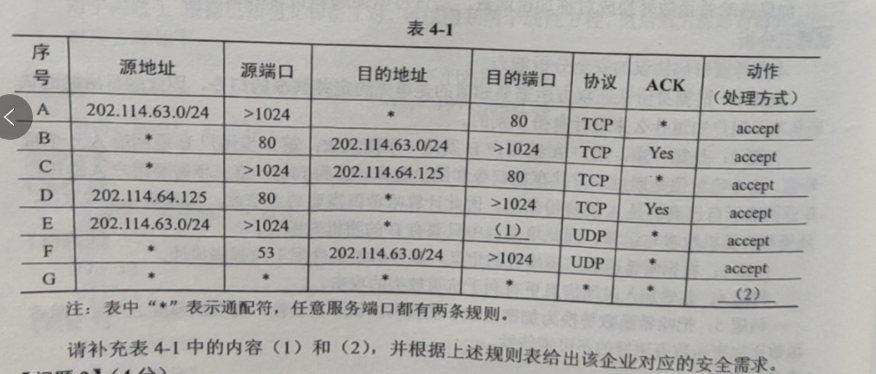 表 4-1
序号 源地址 源端口 目的地址 目的端口 协议 ACK 动作（处理方式）
A 202.114.63.0/24 >1024 * 80 TCP * accept
B * 80 202.114.63.0/24 >1024 TCP Yes accept
C * >1024 202.114.64.125 80 TCP * accept
D 202.114.64.125 80 * >1024 TCP Yes accept
E 202.114.63.0/24 >1024 * （1） UDP * accept
F * 53 202.114.63.0/24 >1024 UDP * accept
G * * * * * * （2）
注：表中“*”表示通配符，任意服务端口都有两条规则。
请补充表 4-1 中的内容（1）和（2），并根据上述规则表给出该企业对应的安全需求。